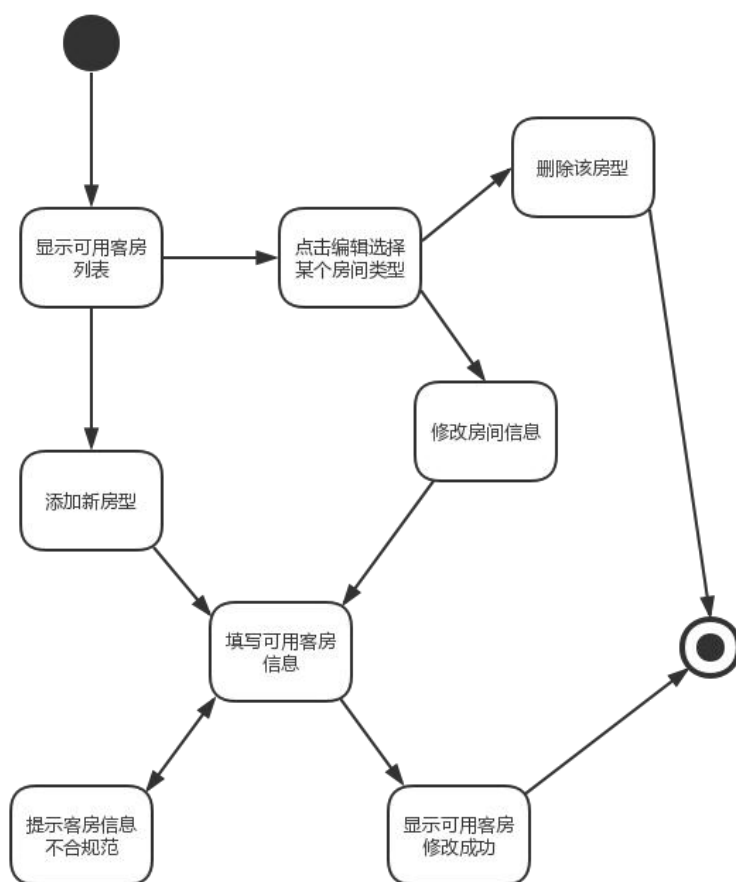 删除该房型
显示可用客房
列表
点击编辑选择
某个房间类型
修改房间信息
添加新房型
填写可用客房
信息
提示客房信息
不合规范
显示可用客房
修改成功